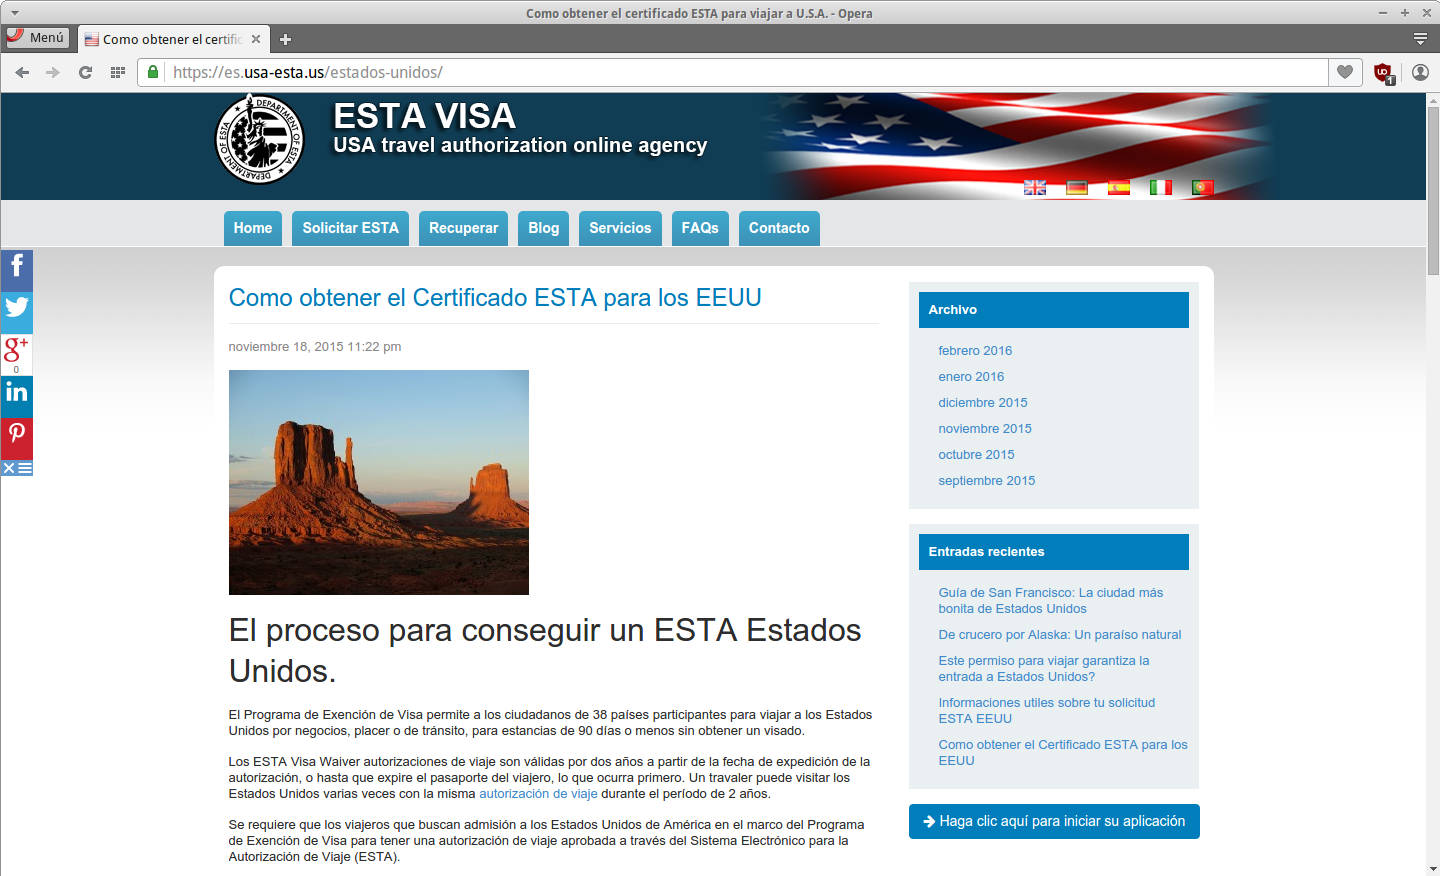 Como obtener el certificado ESTA para viajar a U.S.A. - Opera
Menú
Como obtener el certific
https://es.usa-esta.us/estados-unidos/
1
DEPARTMENT OF ESTA
DEPARTMENT OF ESTA
ESTA VISA
USA travel authorization online agency
Home
Solicitar ESTA
Recuperar
Blog
Servicios
FAQs
Contacto
f
g+
0
in
Como obtener el Certificado ESTA para los EEUU
noviembre 18, 2015 11:22 pm
El proceso para conseguir un ESTA Estados
Unidos.
El Programa de Exención de Visa permite a los ciudadanos de 38 países participantes para viajar a los Estados
Unidos por negocios, placer o de tránsito, para estancias de 90 días o menos sin obtener un visado.
Los ESTA Visa Waiver autorizaciones de viaje son válidas por dos años a partir de la fecha de expedición de la
autorización, o hasta que expire el pasaporte del viajero, lo que ocurra primero. Un travaler puede visitar los
Estados Unidos varias veces con la misma autorización de viaje durante el período de 2 años.
Se requiere que los viajeros que buscan admisión a los Estados Unidos de América en el marco del Programa
de Exención de Visa para tener una autorización de viaje aprobada a través del Sistema Electrónico para la
Autorización de Viaje (ESTA).
Archivo
febrero 2016
enero 2016
diciembre 2015
noviembre 2015
octubre 2015
septiembre 2015
Entradas recientes
Guía de San Francisco: La ciudad más
bonita de Estados Unidos
De crucero por Alaska: Un paraíso natural
Este permiso para viajar garantiza la
entrada a Estados Unidos?
Informaciones utiles sobre tu solicitud
ESTA EEUU
Como obtener el Certificado ESTA para los
EEUU
Haga clic aquí para iniciar su aplicación